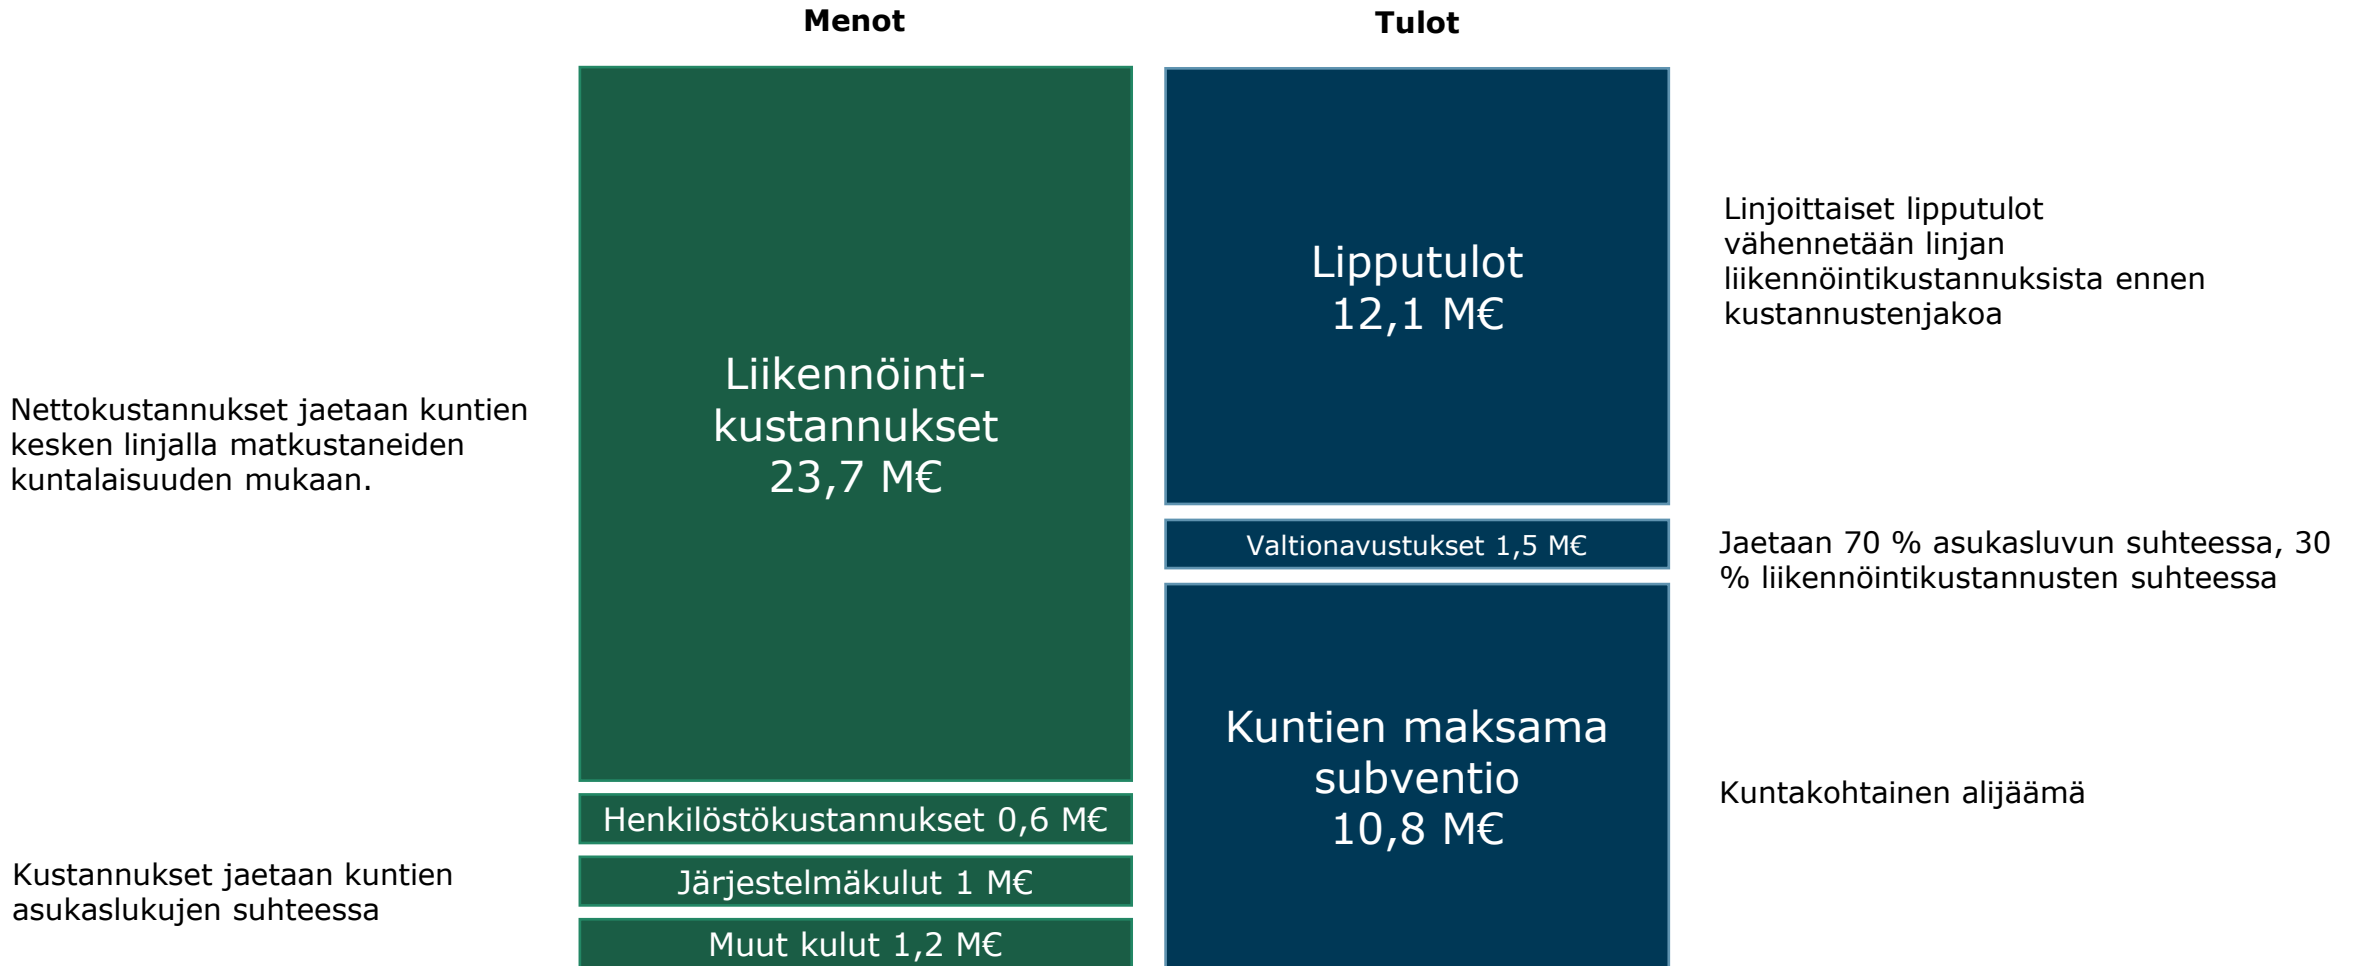 Menot
Tulot
Nettokustannukset jaetaan kuntien
kesken linjalla matkustaneiden
kuntalaisuuden mukaan.
Kustannukset jaetaan kuntien
asukaslukujen suhteessa
Liikennöinti-
kustannukset
23,7 M€
Henkilöstökustannukset 0,6 M€
Järjestelmäkulut 1 M€
Muut kulut 1,2 M€
Lipputulot
12,1 M€
Valtionavustukset 1,5 M€
Kuntien maksama
subventio
10,8 M€
Linjoittaiset lipputulot
vähennetään linjan
liikennöintikustannuksista ennen
kustannustenjakoa
Jaetaan 70 % asukasluvun suhteessa, 30
% liikennöintikustannusten suhteessa
Kuntakohtainen alijäämä